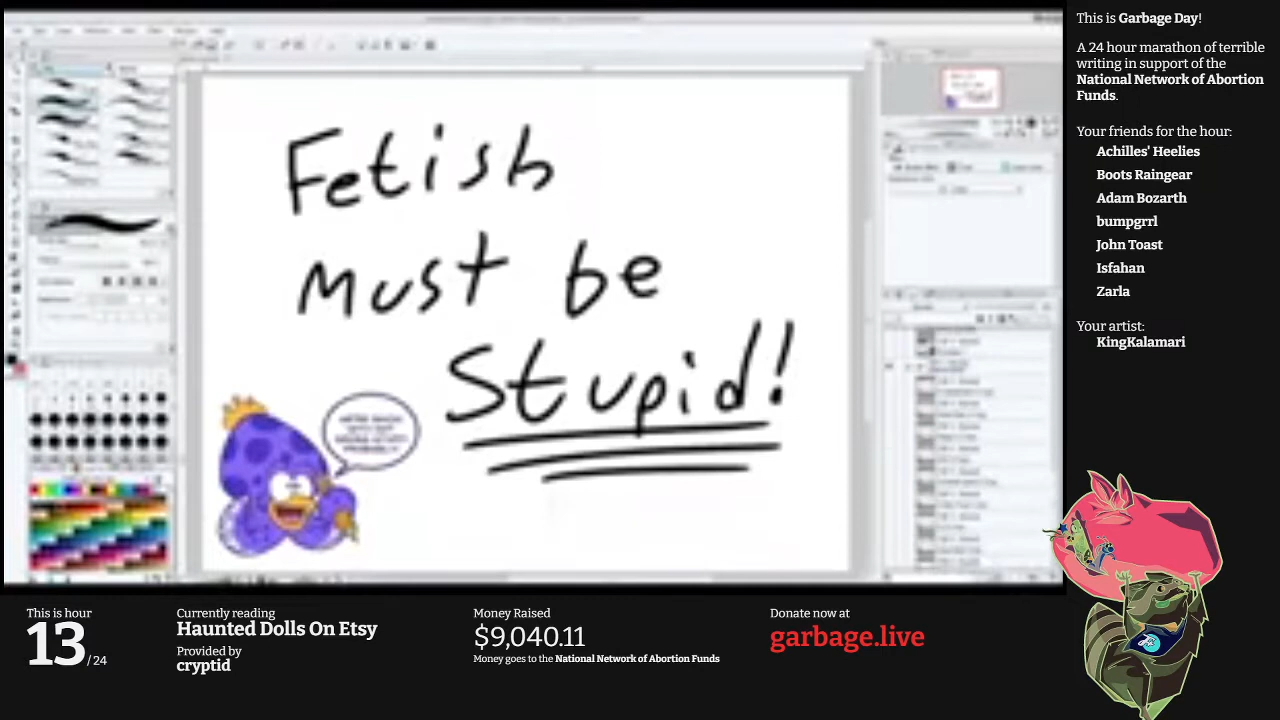 Fetish
Must be
Stupid!
This is Garbage Day!
A 24 hour marathon of terrible
writing in support of the
National Network of Abortion
Funds.
Your friends for the hour:
Achilles' Heelies
Boots Raingear
Adam Bozarth
bumpgrrl
John Toast
Isfahan
Zarla
Your artist:
KingKalamari
This is hour
13/24
Currently reading
Haunted Dolls On Etsy
Provided by
cryptid
Money Raised
$9,040.11
Money goes to the National Network of Abortion Funds
Donate now at
garbage.live